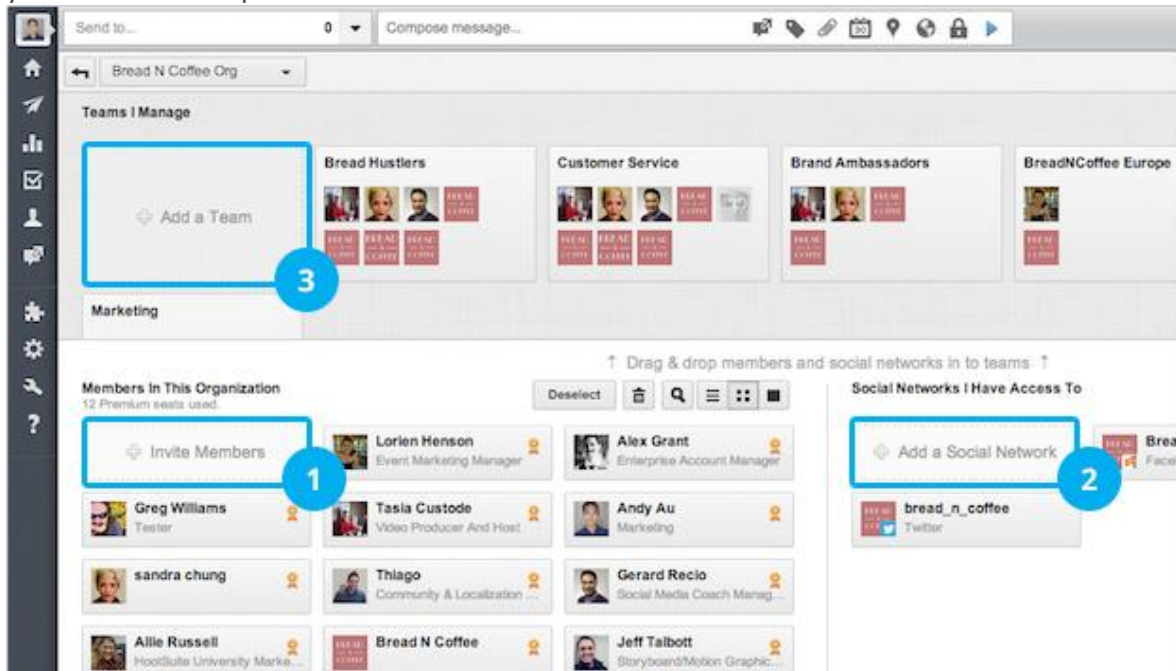 Send to... 0 Compose message...
Bread N Coffee Org
Teams I Manage
Add a Team
Bread Hustlers
Customer Service
Brand Ambassadors
BreadNCoffee Europe
3
Marketing
↑ Drag & drop members and social networks in to teams ↑
Members In This Organization
12 Premium seats used.
Deselect
Invite Members
1
Lorien Henson
Event Marketing Manager
Alex Grant
Enterprise Account Manager
Greg Williams
Tester
Tasia Custode
Video Producer And Host
Andy Au
Marketing
sandra chung
Thiago
Community & Localization ...
Gerard Recio
Social Media Coach Manag...
Allie Russell
HootSuite University Marke...
Bread N Coffee
Jeff Talbott
Storyboard/Motion Graphic...
Social Networks I Have Access To
Add a Social Network
2
Brea
Face
bread_n_coffee
Twitter